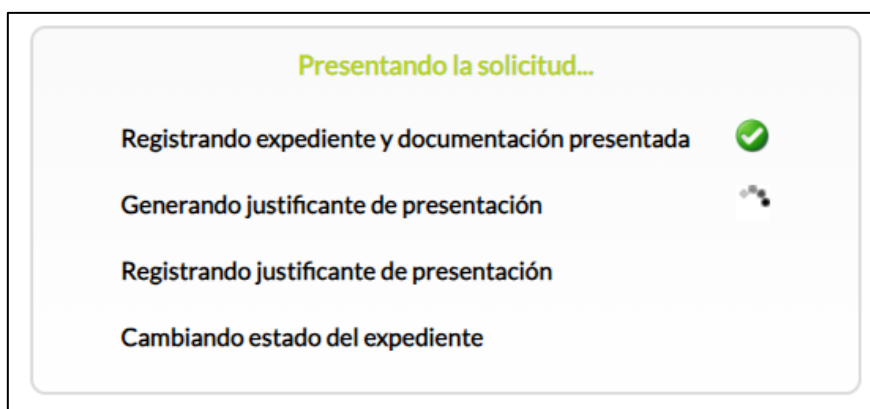 Presentando la solicitud...
Registrando expediente y documentación presentada
Generando justificante de presentación
Registrando justificante de presentación
Cambiando estado del expediente